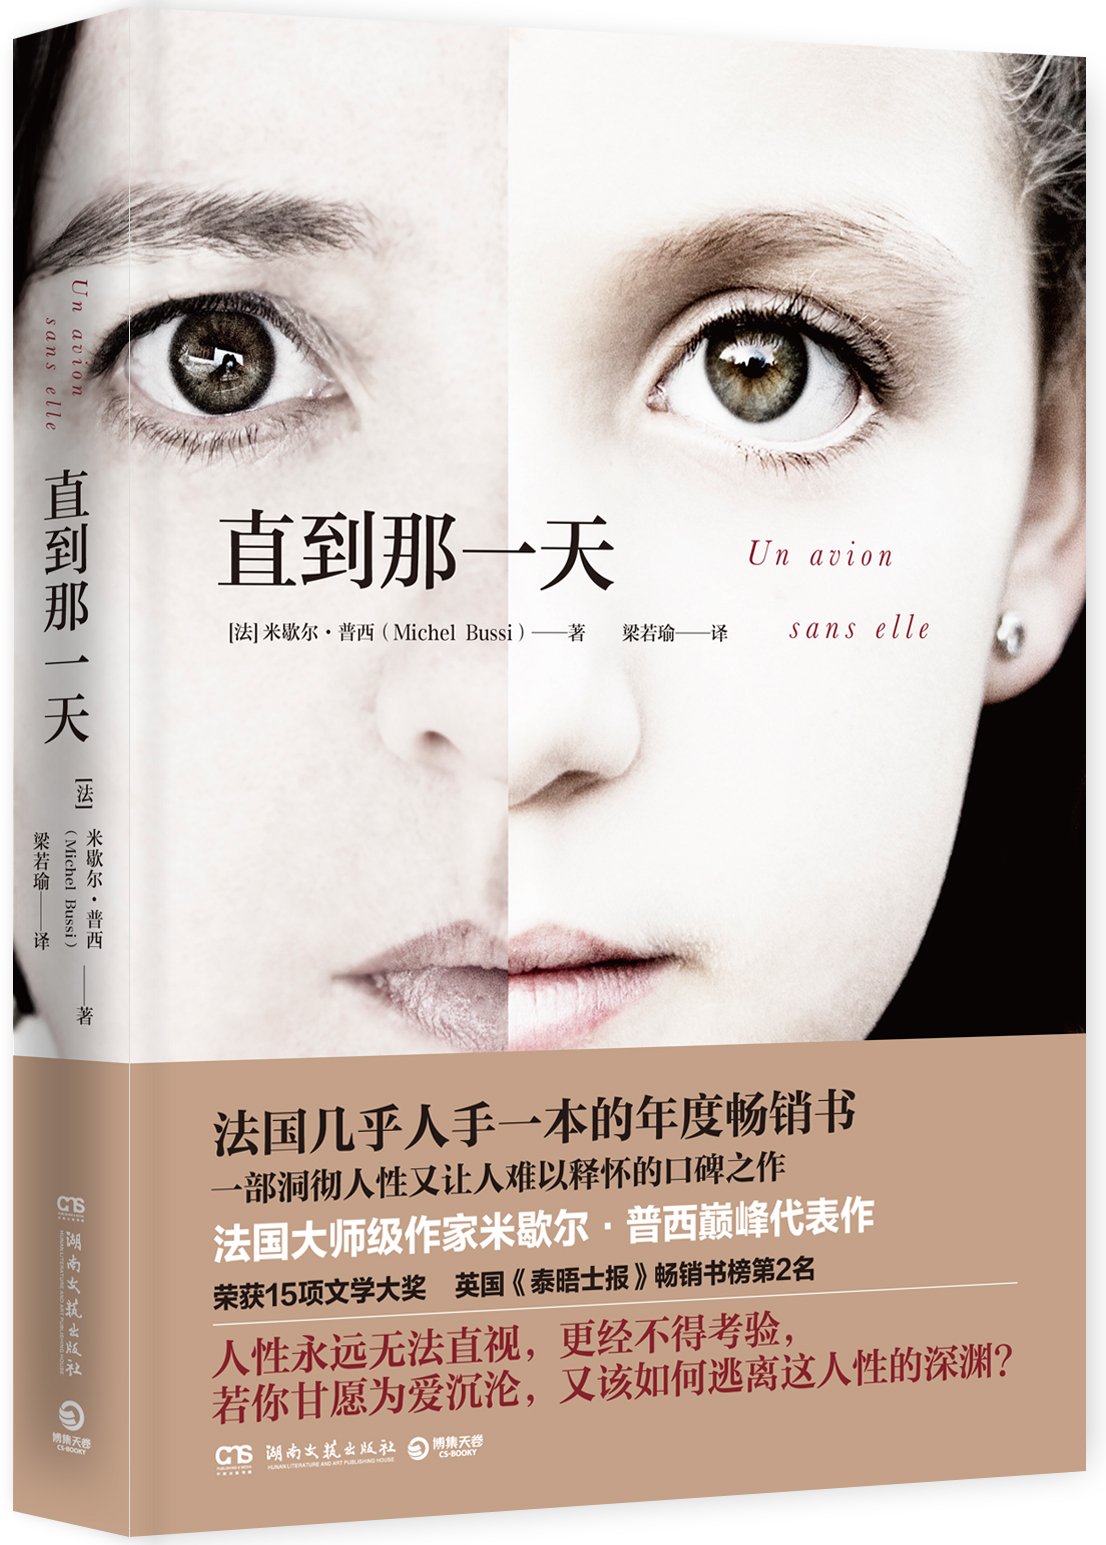 直到那一天
Un avion
sans elle
[法]米歇尔·普西（Michel Bussi）——著 梁若瑜——译
法国几乎人手一本的年度畅销书
一部洞彻人性又让人难以释怀的口碑之作
法国大师级作家米歇尔·普西巅峰代表作
荣获15项文学大奖 英国《泰晤士报》畅销书榜第2名
人性永远无法直视，更经不得考验，
若你甘愿为爱沉沦，又该如何逃离这人性的深渊？
湖南文艺出版社
HUNAN LITERATURE AND ART PUBLISHING HOUSE
博集天卷
CS-BOOKY
Un avion
sans elle
直到那一天
[法]米歇尔·普西
（Michel Bussi）
——著
梁若瑜——译
湖南文艺出版社
HUNAN LITERATURE AND ART PUBLISHING HOUSE
博集天卷
CS-BOOKY